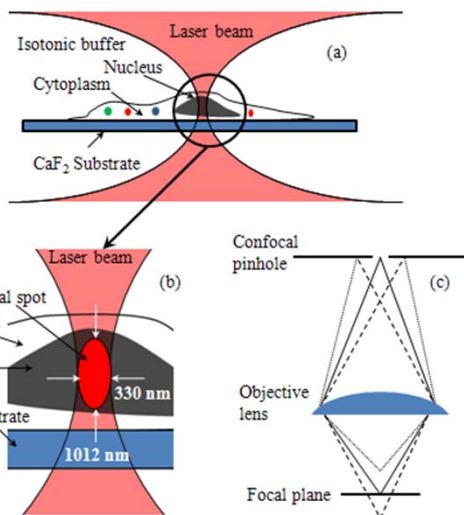 Laser beam
(a)
Isotonic buffer
Nucleus
Cytoplasm
CaF2 Substrate
Laser beam
(b)
al spot
330 nm
1012 nm
trate
Confocal
pinhole
(c)
Objective
lens
Focal plane